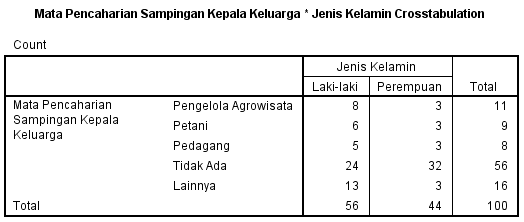 Mata Pencaharian Sampingan Kepala Keluarga * Jenis Kelamin Crosstabulation
Count
Jenis Kelamin
Laki-laki Perempuan Total
Mata Pencaharian Sampingan Kepala Keluarga
Pengelola Agrowisata 8 3 11
Petani 6 3 9
Pedagang 5 3 8
Tidak Ada 24 32 56
Lainnya 13 3 16
Total 56 44 100